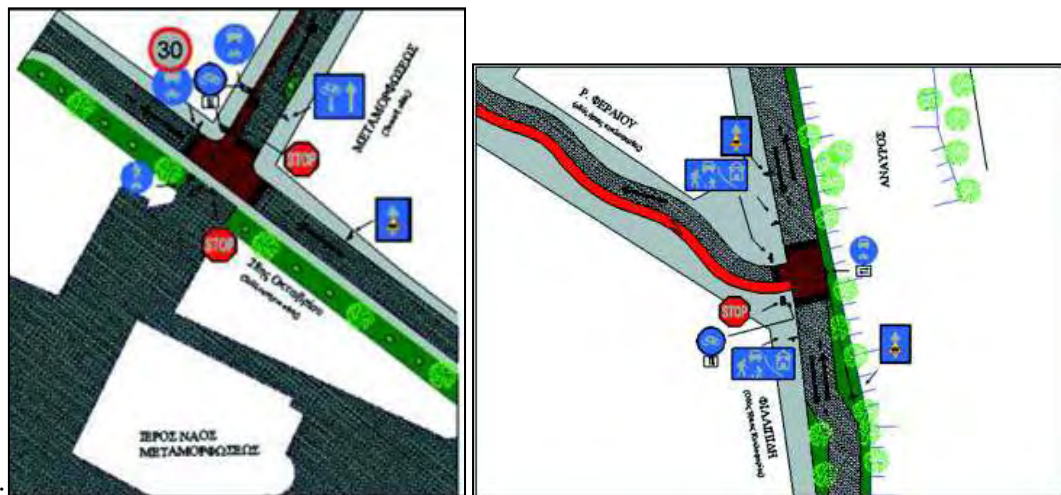 30
ΜΕΤΑΜΟΡΦΩΣΕΩΣ
STOP
STOP
28ης Οκτωβρίου
ΙΕΡΟΣ ΝΑΟΣ
ΜΕΤΑΜΟΡΦΩΣΕΩΣ
Ρ. ΦΕΡΑΙΟΥ
ΑΝΑΥΡΟΣ
STOP
ΦΙΛΙΠΠΙΔΗ